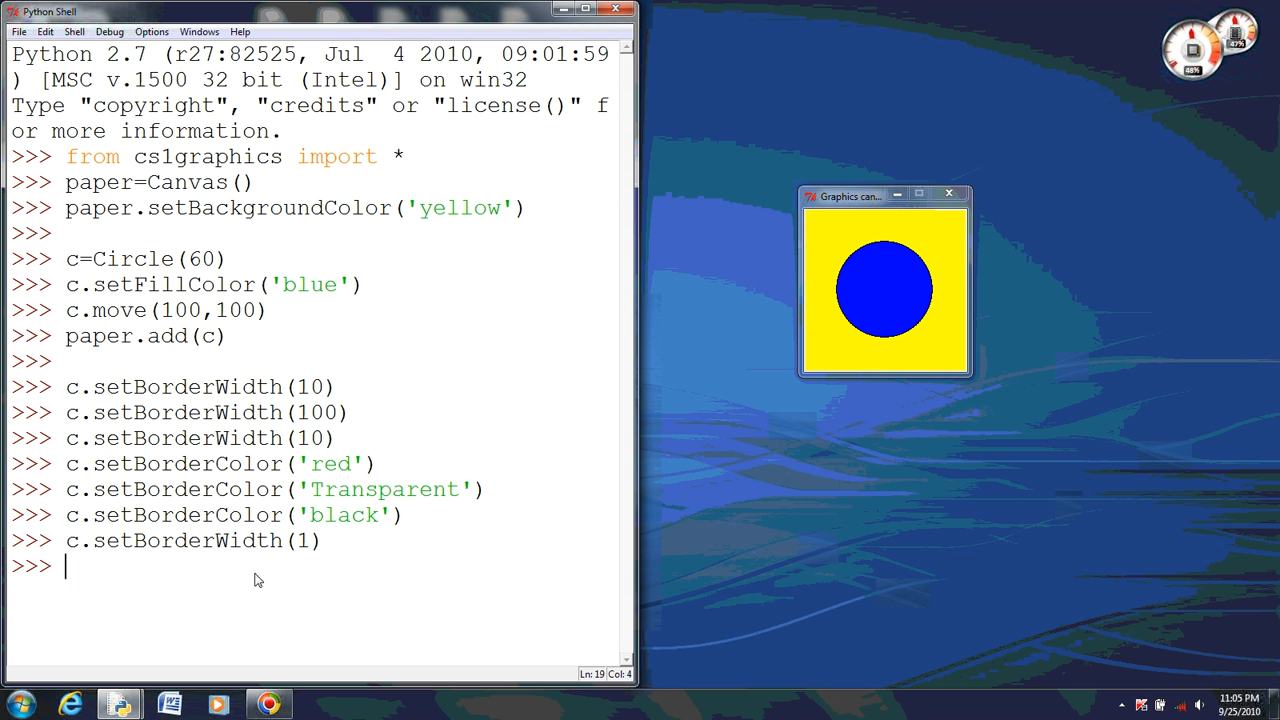 Python Shell
File Edit Shell Debug Options Windows Help
Python 2.7 (r27:82525, Jul  4 2010, 09:01:59
) [MSC v.1500 32 bit (Intel)] on win32
Type "copyright", "credits" or "license()" f
or more information.
>>> from cs1graphics import *
>>> paper=Canvas()
>>> paper.setBackgroundColor('yellow')
>>>
>>> c=Circle(60)
>>> c.setFillColor('blue')
>>> c.move(100,100)
>>> paper.add(c)
>>>
>>> c.setBorderWidth(10)
>>> c.setBorderWidth(100)
>>> c.setBorderWidth(10)
>>> c.setBorderColor('red')
>>> c.setBorderColor('Transparent')
>>> c.setBorderColor('black')
>>> c.setBorderWidth(1)
>>>
Ln: 19 Col: 4
Graphics can...
47%
48%
11:05 PM
9/25/2010